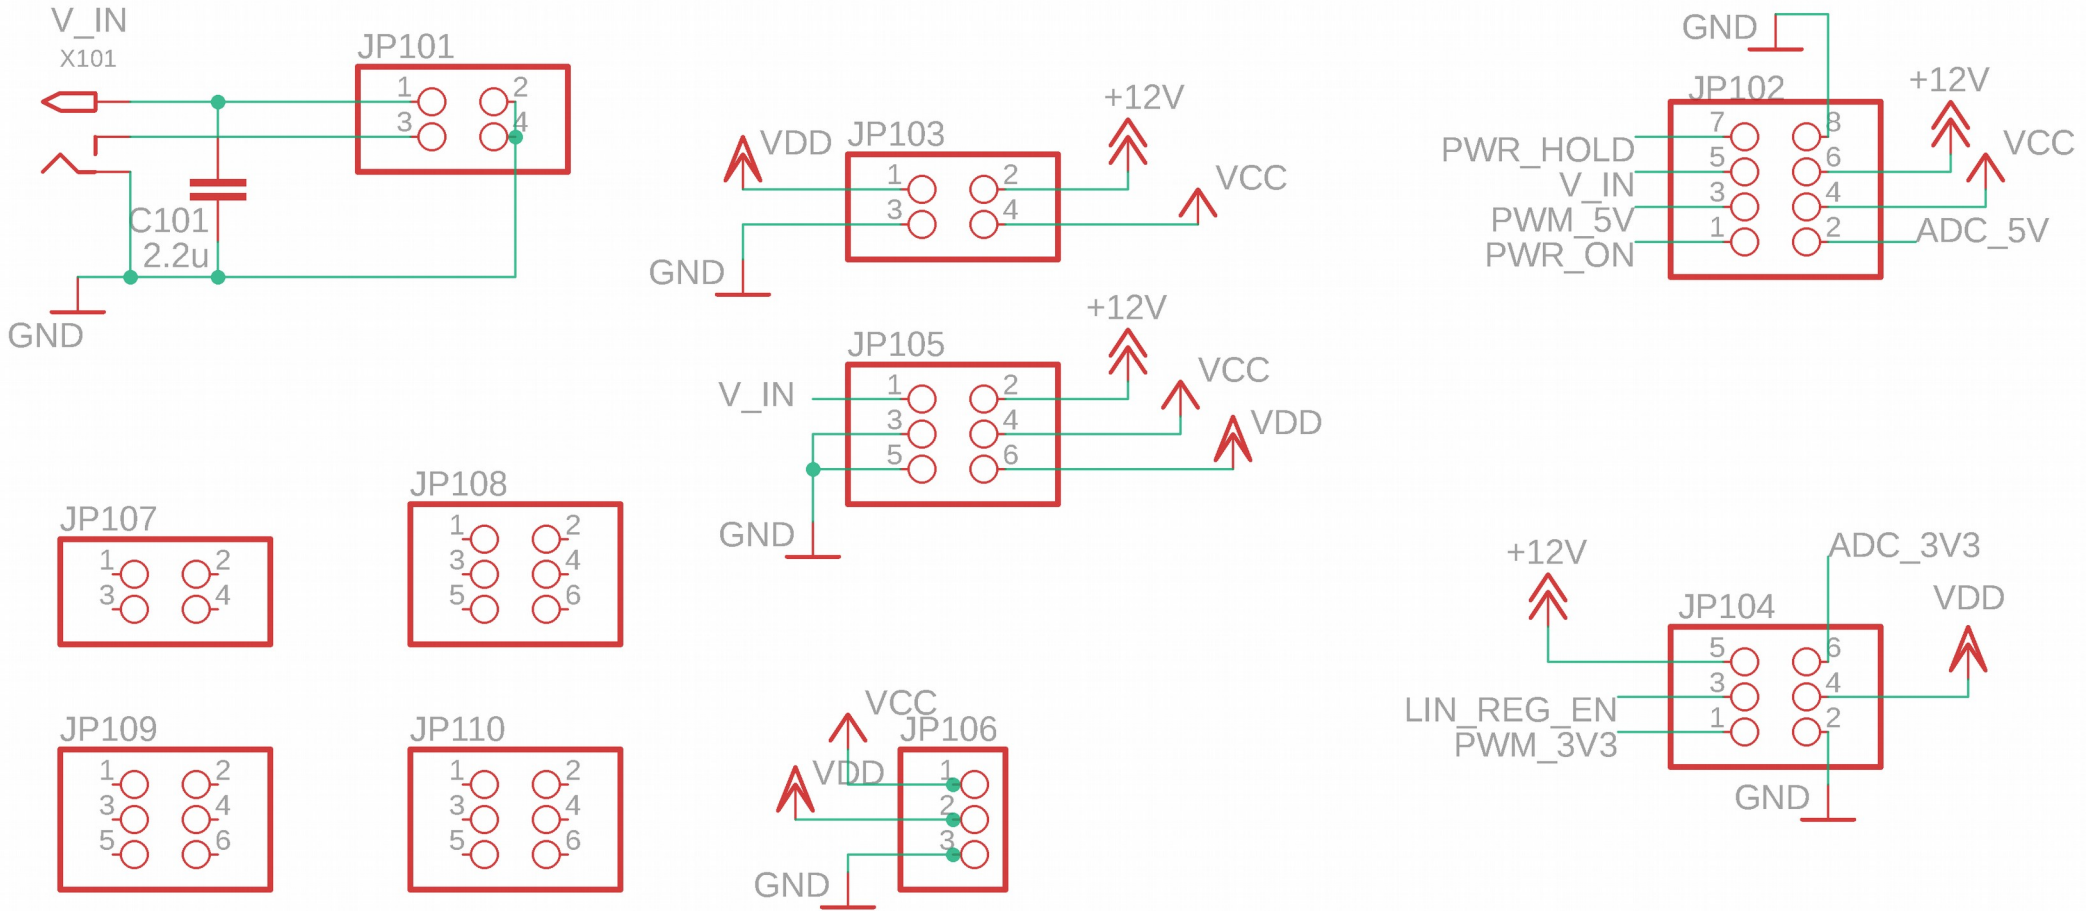 V_IN
X101
JP101
1
2
3
4
C101
2.2u
GND
VDD
JP103
+12V
VCC
1
2
3
4
GND
GND
JP102
+12V
VCC
PWR_HOLD
7
8
V_IN
5
6
PWM_5V
3
4
PWR_ON
1
2
ADC_5V
JP105
+12V
VCC
VDD
V_IN
1
2
3
4
5
6
GND
JP107
1
2
3
4
JP108
1
2
3
4
5
6
JP109
1
2
3
4
5
6
JP110
1
2
3
4
5
6
VCC
JP106
VDD
1
2
3
GND
+12V
ADC_3V3
JP104
VDD
5
6
LIN_REG_EN
3
4
PWM_3V3
1
2
GND